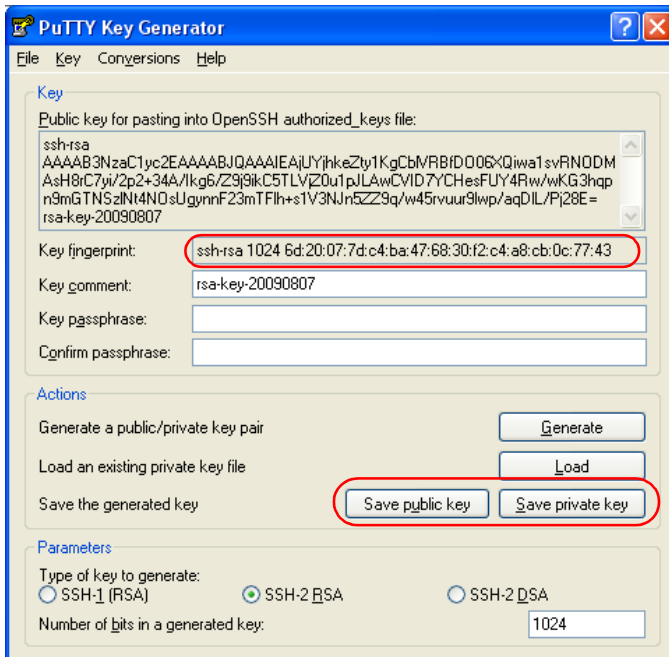 PuTTY Key Generator
File Key Conversions Help
Key
Public key for pasting into OpenSSH authorized_keys file:
ssh-rsa
AAAAB3NzaC1yc2EAAAABJQAAAIEAjUYjhkeZty1KgCbIVRBfDO06XQiwa1svRNODM
AsH8rC7yi/2p2+34A/Ikg6/Z9j9ikC5TLVjZ0u1pJLAwCVID7YCHesFUY4Rw/wKG3hqp
n9mGTNSzlNt4NOsUgynnF23mTFlh+s1V3NJn5ZZ9q/w45rvuur9lwp/aqDIL/Pj28E=
rsa-key-20090807
Key fingerprint: ssh-rsa 1024 6d:20:07:7d:c4:ba:47:68:30:f2:c4:a8:cb:0c:77:43
Key comment: rsa-key-20090807
Key passphrase:
Confirm passphrase:
Actions
Generate a public/private key pair Generate
Load an existing private key file Load
Save the generated key Save public key Save private key
Parameters
Type of key to generate:
SSH-1 (RSA) SSH-2 RSA SSH-2 DSA
Number of bits in a generated key: 1024